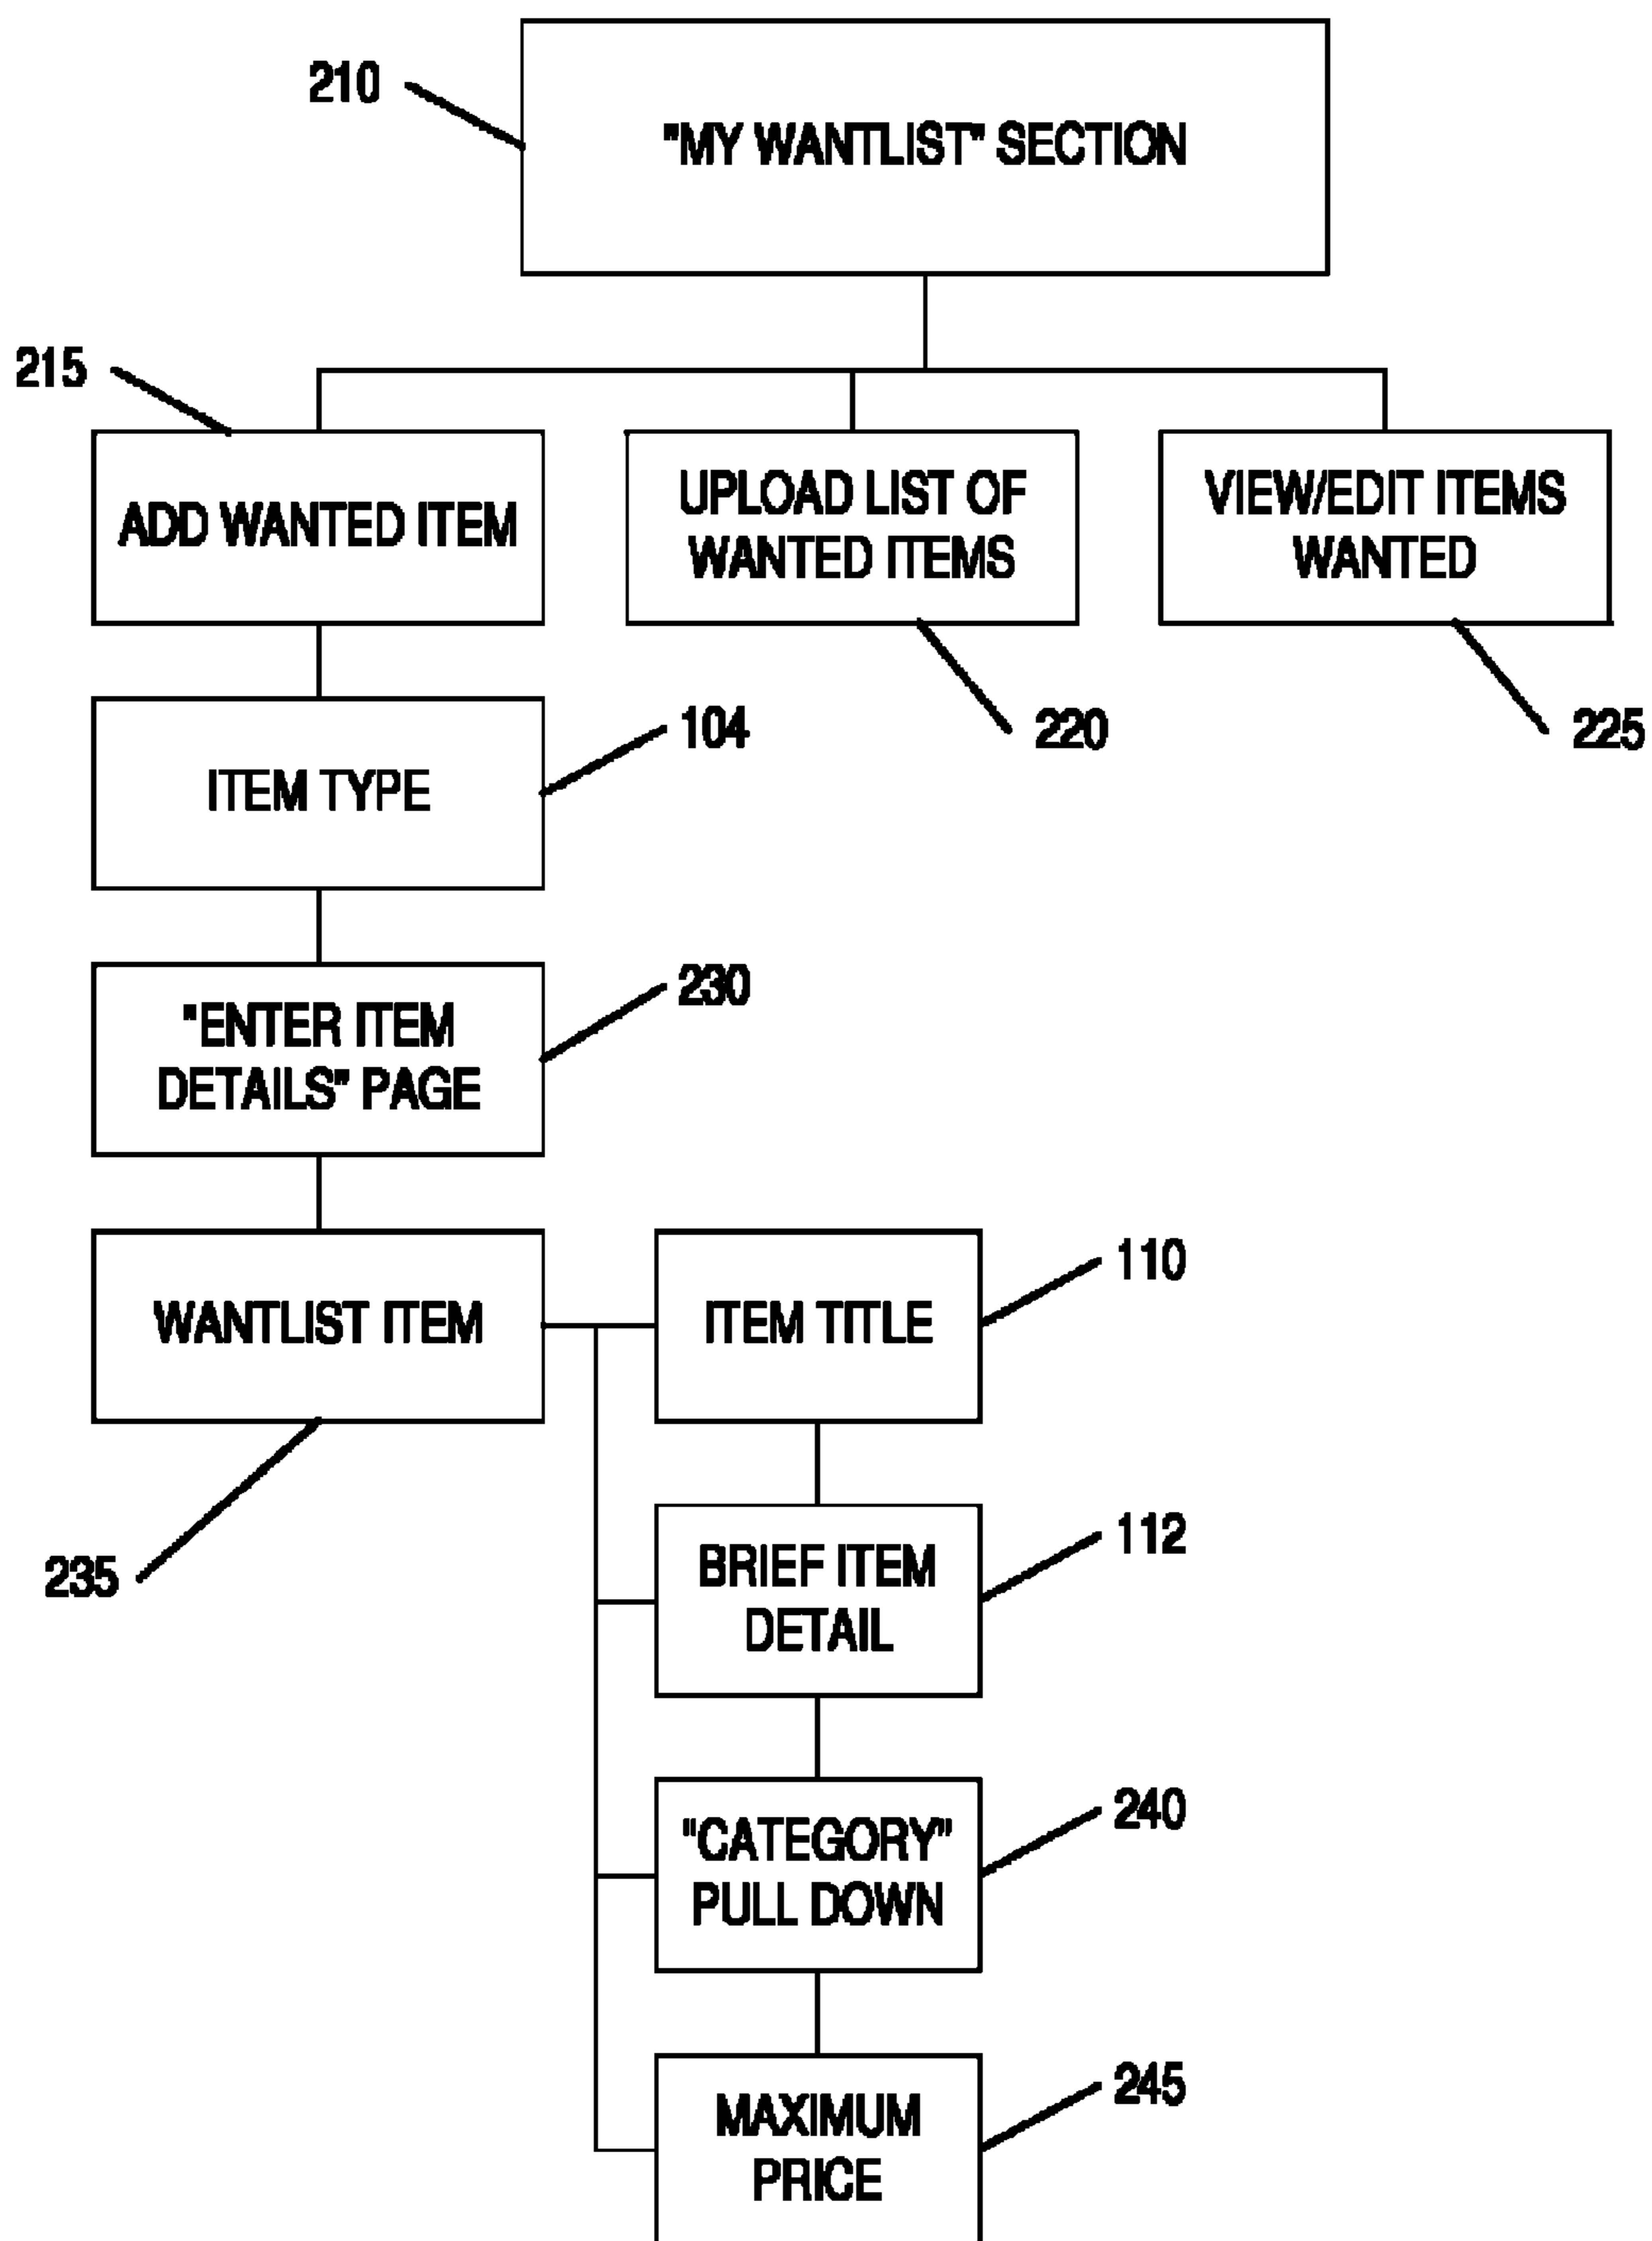 210
"MY WANTLIST" SECTION
215
ADD WANTED ITEM
UPLOAD LIST OF
WANTED ITEMS
VIEW/EDIT ITEMS
WANTED
220
225
104
ITEM TYPE
230
"ENTER ITEM
DETAILS" PAGE
WANTLIST ITEM
235
ITEM TITLE
110
BRIEF ITEM
DETAIL
112
"CATEGORY"
PULL DOWN
240
MAXIMUM
PRICE
245